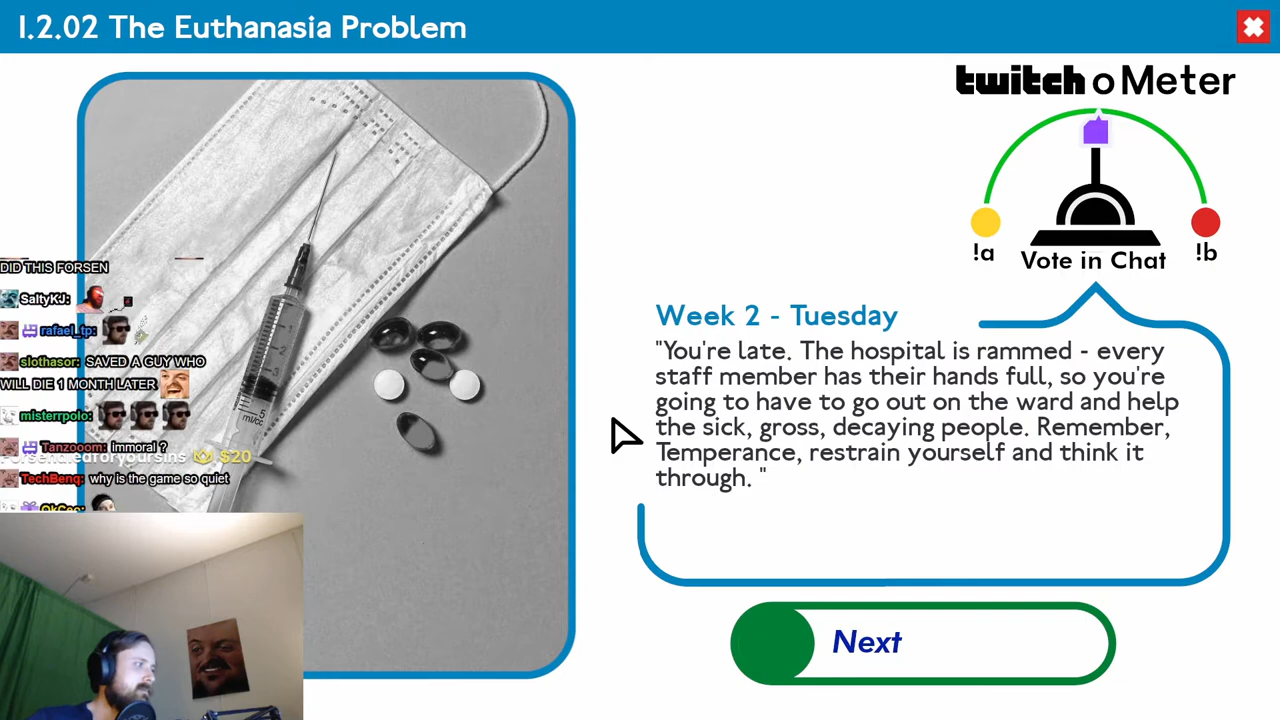 1.2.02 The Euthanasia Problem
twitch o Meter
!a
!b
Vote in Chat
Week 2 - Tuesday
"You're late. The hospital is rammed - every
staff member has their hands full, so you're
going to have to go out on the ward and help
the sick, gross, decaying people. Remember,
Temperance, restrain yourself and think it
through. "
Next
DID THIS FORSEN
SaltyKJ:
rafael_tp:
slothasor: SAVED A GUY WHO
WILL DIE 1 MONTH LATER
misterrpolo:
Tanzooom: immoral ?
$20
TechBenq: why is the game so quiet
ml/cc